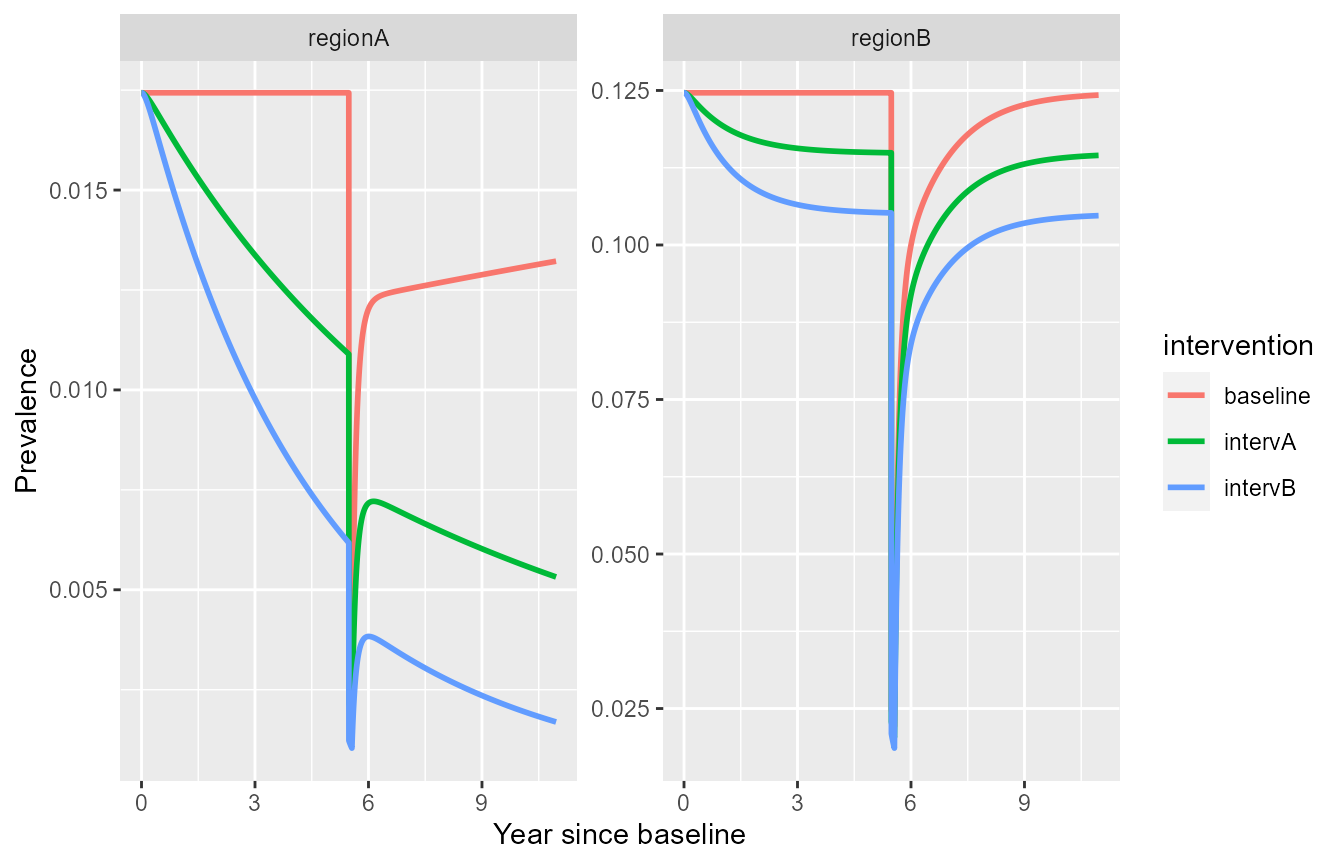 regionA
regionB
Prevalence
0.015
0.010
0.005
0.125
0.100
0.075
0.050
0.025
0 3 6 9
0 3 6 9
Year since baseline
intervention
baseline
intervA
intervB